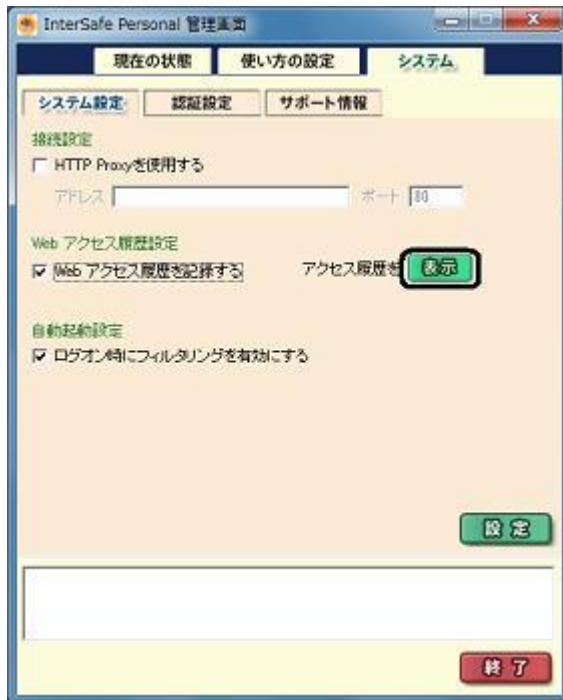 InterSafe Personal 管理画面
現在の状態 使い方の設定 システム
システム設定 認証設定 サポート情報
接続設定
HTTP Proxyを使用する
アドレス ポート 80
Web アクセス履歴設定
Web アクセス履歴を記録する アクセス履歴を 表示
自動起動設定
ログオン時にフィルタリングを有効にする
設定
終了